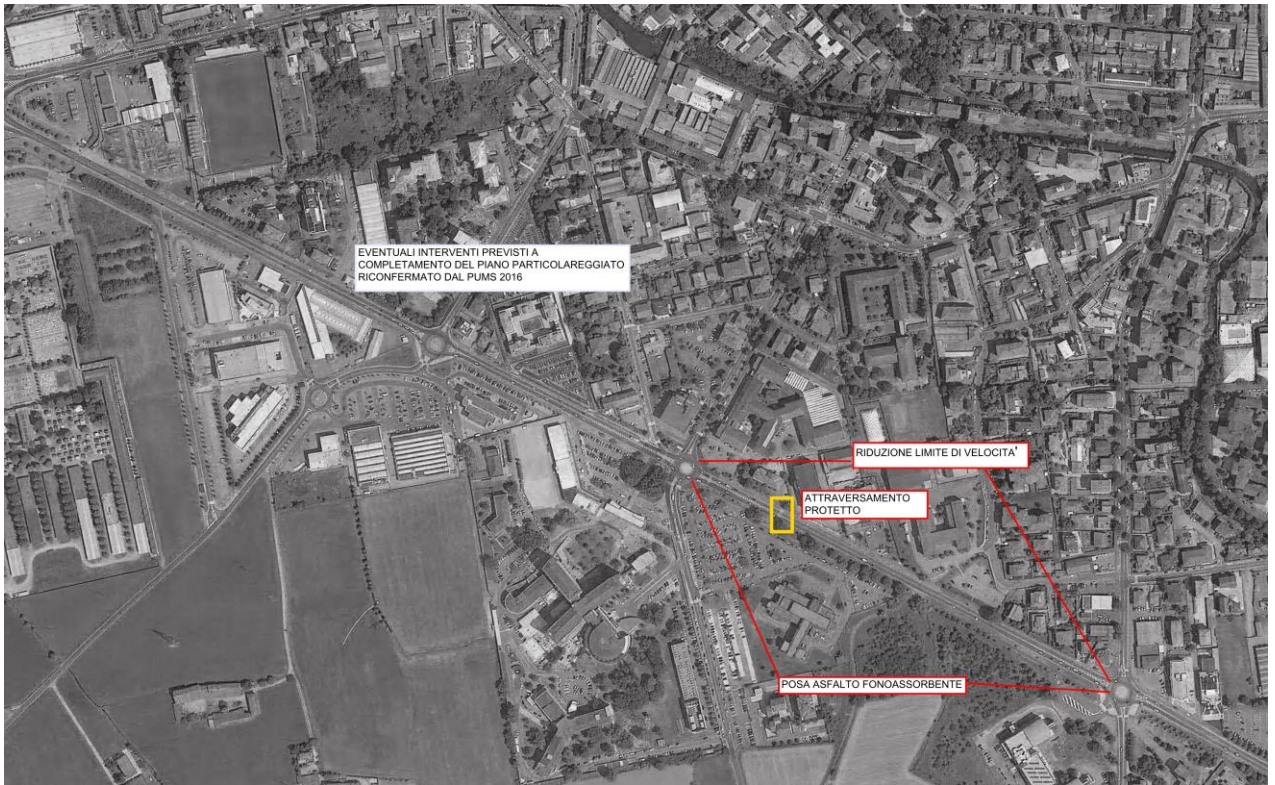 EVENTUALI INTERVENTI PREVISTI A
COMPLETAMENTO DEL PIANO PARTICOLAREGGIATO
RICONFERMATO DAL PUMS 2016
RIDUZIONE LIMITE DI VELOCITA'
ATTRAVERSAMENTO
PROTETTO
POSA ASFALTO FONOASSORBENTE